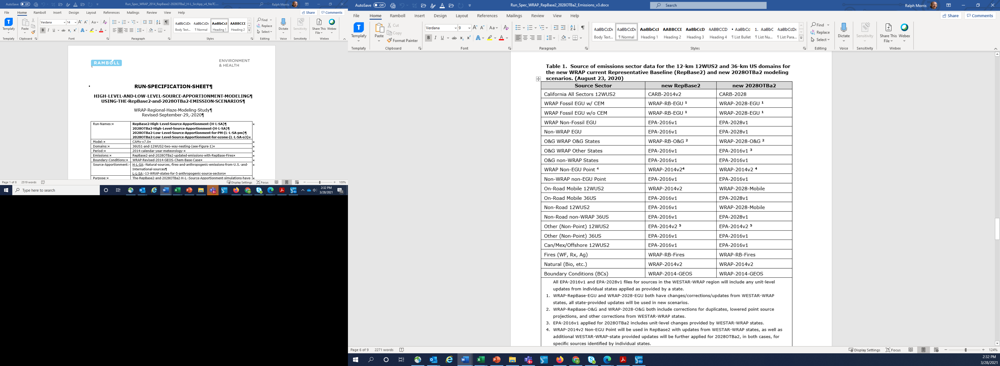 AutoSave Off
Run_Spec_WRAP_2014_RepBase2-2028OTBa2_H-L_SrcApp_v4_NoTC....
Ralph Morris
File Home Ramboll Insert Design Layout References Mailings Review View Help
Share Comments
Templafy
Paste
Verdana 14
Aa
B I U ab x₂ x²
AaBbCcDc AaBbCcDc AaBbCcI AABBCCI
Body Text... ¶ Normal Heading 1 Heading 2
Find
Replace
Select
Dictate
Sensitivity
Share This File
Webex
Templafy Clipboard Font Paragraph Styles Editing Voice Sensitivity Webex
RAMBOLL
ENVIRONMENT
& HEALTH
RUN·SPECIFICATION·SHEET¶
HIGH-LEVEL·AND·LOW-LEVEL·SOURCE·APPORTIONMENT·MODELING¶
USING·THE·RepBase2·and·2028OTBa2·EMISSION·SCENARIOS¶
WRAP·Regional·Haze·Modeling·Study¶
Revised·September·29,·2020¶
Run·Names:¤ RepBase2·High-Level·Source·Apportionment·(H-L·SA)¶
2028OTBa2·High-Level·Source·Apportionment·(H-L·SA)¶
2028OTBa2·Low-Level·Source·Apportionment·for·PM·(L-L·SA·pm)¶
2028OTBa2·Low-Level·Source·Apportionment·for·ozone·(L-L·SA·o3)¤
Model:¤ CAMx·v7.0¤
Domains:¤ 36US1·and·12WUS2·two-way·nesting·(see·Figure·1)¤
Period:¤ 2014·calendar·year·meteorology·¤
Emissions:¤ RepBase2·and·2028OTBa2·updated·emissions·with·RepBase·Fires¤
Boundary·Conditions:¤ WRAP·Revised·2014·GEOS-Chem·Base·Case¤
Source·Apportionment:· H-L·SA:·Natural·sources,·fires·and·anthropogenic·emissions·from·U.S.·and·
International·sources¶
L-L·SA:·13·WRAP·states·for·5·anthropogenic·source·sectors¤
Purpose:¤ The·RepBase2·and·2028OTBa2·H-L··Source·Apportionment·simulations·have·
Page 1 of 8 2519 words
Display Settings Focus
100%
Type here to search
2:32 PM
3/28/2021
AutoSave Off
Run_Spec_WRAP_RepBase2_2028OTBa2_Emissions_v3.docx
Search
Ralph Morris
File Home Ramboll Insert Design Layout References Mailings Review View Help
Share Comments
Templafy
Paste
Cut
Copy
Format Painter
Verdana 9
Aa
B I U ab x₂ x²
AaBbCcDc AaBbCcDc AaBbCcI AABBCCI AaBbCcD AABBCCD • AaBbCc 1. AaBbC AaBbCcDc
Body Text... ¶ Normal Heading 1 Heading 2 Heading 3 Heading 4 ¶ List Bullet ¶ List Nu... ¶ List Para...
Find
Replace
Select
Dictate
Sensitivity
Share This File
Webex
Templafy Clipboard Font Paragraph Styles Editing Voice Sensitivity Webex
Table 1. Source of emissions sector data for the 12-km 12WUS2 and 36-km US domains for
the new WRAP current Representative Baseline (RepBase2) and new 2028OTBa2 modeling
scenarios. (August 23, 2020)
Source Sector new RepBase2 new 2028OTBa2
California All Sectors 12WUS2 CARB-2014v2 CARB-2028
WRAP Fossil EGU w/ CEM WRAP-RB-EGU ¹ WRAP-2028-EGU ¹
WRAP Fossil EGU w/o CEM WRAP-RB-EGU ¹ WRAP-2028-EGU ¹
WRAP Non-Fossil EGU EPA-2016v1 EPA-2028v1
Non-WRAP EGU EPA-2016v1 EPA-2028v1
O&G WRAP O&G States WRAP-RB-O&G ² WRAP-2028-O&G ²
O&G WRAP Other States EPA-2016v1 EPA-2016v1 ³
O&G non-WRAP States EPA-2016v1 EPA-2016v1
WRAP Non-EGU Point ⁴ WRAP-2014v2⁴ WRAP-2014v2 ⁴
Non-WRAP non-EGU Point EPA-2016v1 EPA-2016v1
On-Road Mobile 12WUS2 WRAP-2014v2 WRAP-2028-Mobile
On-Road Mobile 36US EPA-2016v1 EPA-2028v1
Non-Road 12WUS2 EPA-2016v1 WRAP-2028-Mobile
Non-Road non-WRAP 36US EPA-2016v1 EPA-2028v1
Other (Non-Point) 12WUS2 EPA-2014v2 ⁵ EPA-2014v2 ⁵
Other (Non-Point) 36US EPA-2016v1 EPA-2016v1
Can/Mex/Offshore 12WUS2 EPA-2016v1 EPA-2016v1
Fires (WF, Rx, Ag) WRAP-RB-Fires WRAP-RB-Fires
Natural (Bio, etc.) WRAP-2014v2 WRAP-2014v2
Boundary Conditions (BCs) WRAP-2014-GEOS WRAP-2014-GEOS
All EPA-2016v1 and EPA-2028v1 files for sources in the WESTAR-WRAP region will include any unit-level
updates from individual states applied as provided by a state.
1. WRAP-RepBase-EGU and WRAP-2028-EGU both have changes/corrections/updates from WESTAR-WRAP
states, all state-provided updates will be used in new scenarios.
2. WRAP-RepBase-O&G and WRAP-2028-O&G both include corrections for duplicates, lowered point source
projections, and other corrections from WESTAR-WRAP states.
3. EPA-2016v1 applied for 2028OTBa2 includes unit-level changes provided by WESTAR-WRAP states.
4. WRAP-2014v2 Non-EGU Point will be used in RepBase2 with updates from WESTAR-WRAP states, as well as
additional WESTAR-WRAP-state provided updates will be further applied for 2028OTBa2, in both cases, for
specific sources identified by individual states.
Page 6 of 9 2271 words
Display Settings Focus
124%
2:32 PM
3/28/2021